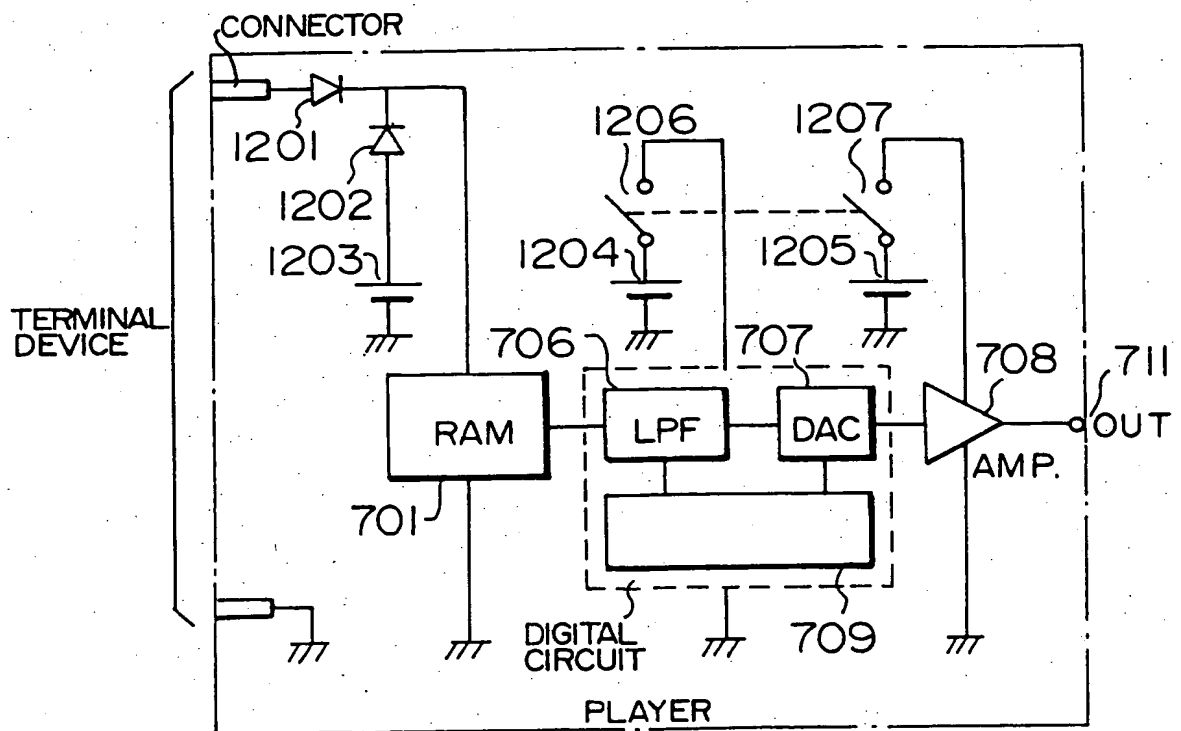 CONNECTOR
1201
1202
1203
1206
1207
1204
1205
TERMINAL
DEVICE
706
707
708
711
RAM
LPF
DAC
OUT
AMP.
701
709
DIGITAL
CIRCUIT
PLAYER